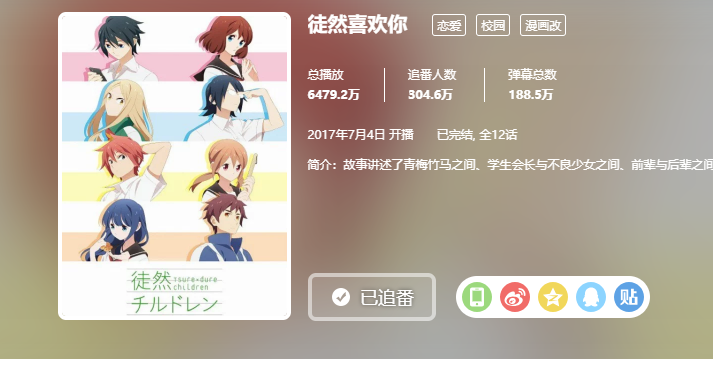 徒然喜欢你 恋爱 校园 漫画改
总播放 追番人数 弹幕总数
6479.2万 304.6万 188.5万
2017年7月4日 开播 已完结, 全12话
简介：故事讲述了青梅竹马之间、学生会长与不良少女之间、前辈与后辈之间
徒然 tsure=dure
children
チルドレン
已追番
贴